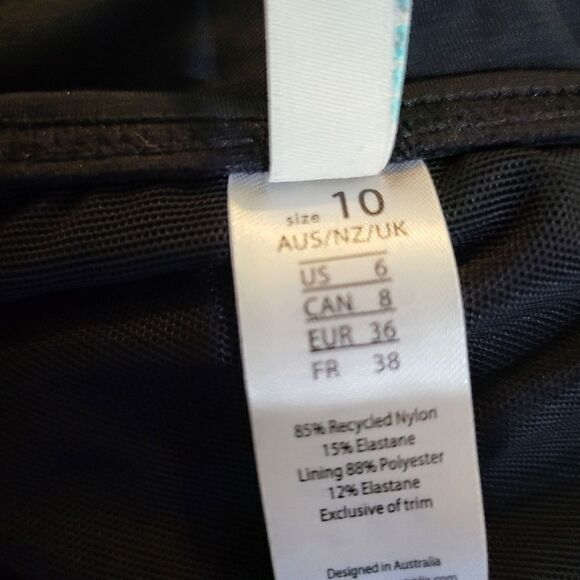 size 10
AUS/NZ/UK
US 6
CAN 8
EUR 36
FR 38
85% Recycled Nylon
15% Elastane
Lining 88% Polyester
12% Elastane
Exclusive of trim
Designed in Australia